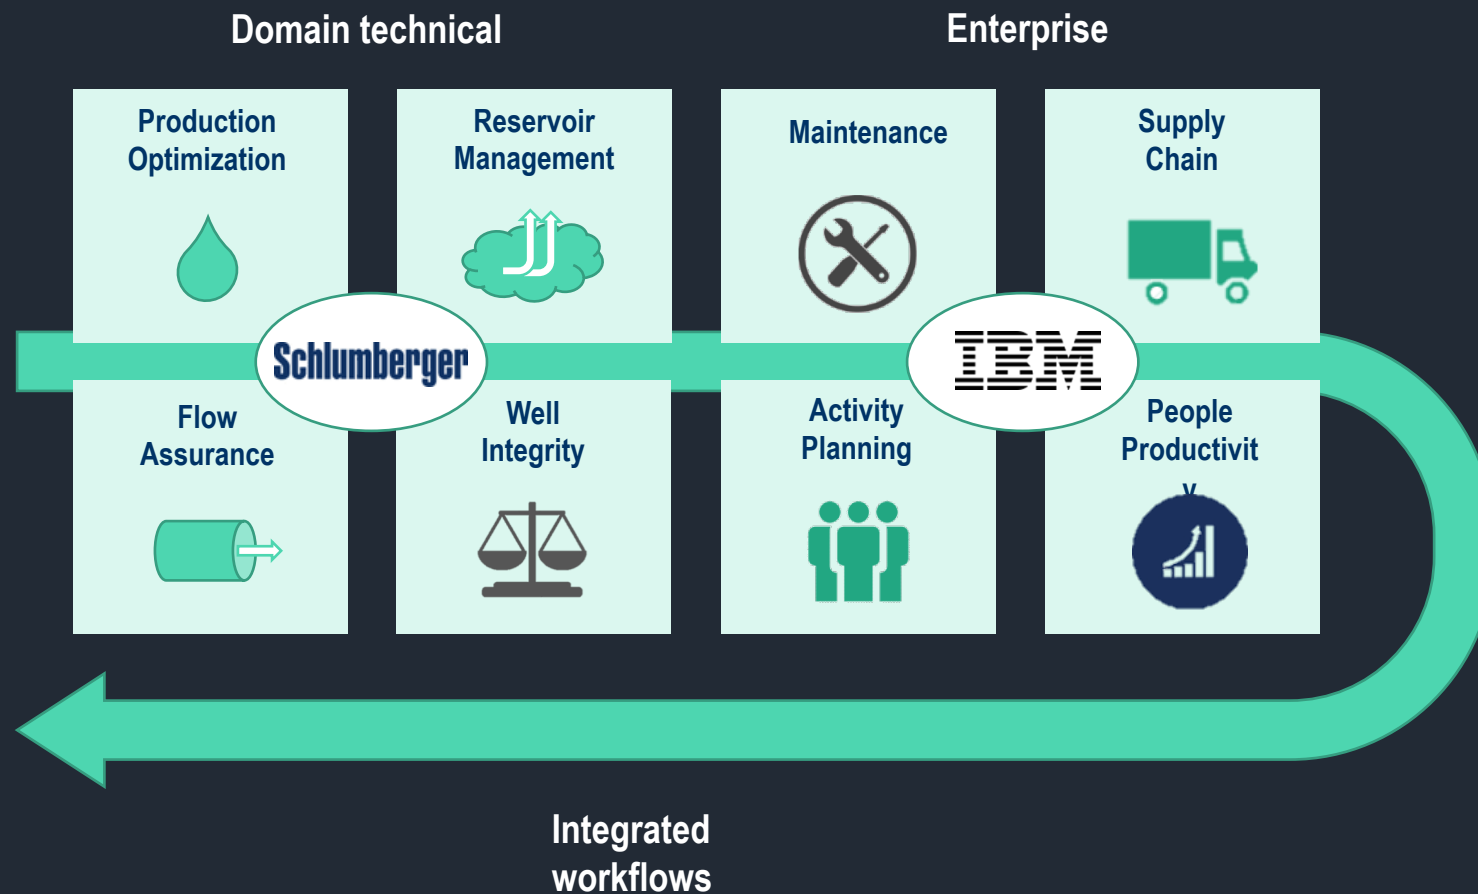 Domain technical
Enterprise
Production
Optimization
Reservoir
Management
Maintenance
Supply
Chain
Schlumberger
IBM
Flow
Assurance
Well
Integrity
Activity
Planning
People
Productivit
y
Integrated
workflows